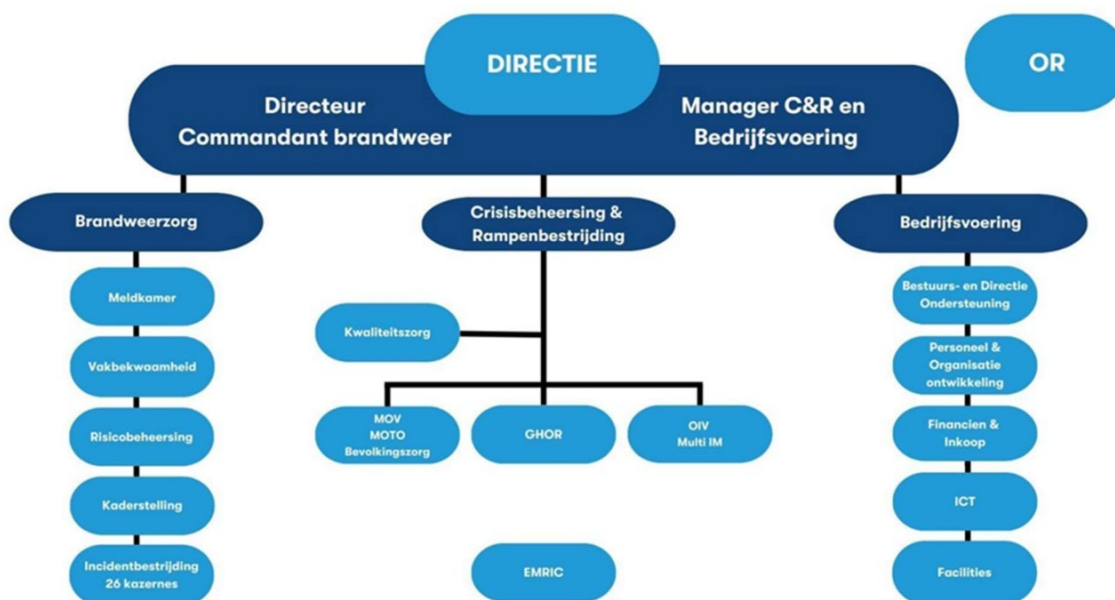 DIRECTIE
OR
Directeur
Commandant brandweer
Manager C&R en
Bedrijfsvoering
Brandweerzorg
Meldkamer
Vakbekwaamheid
Risicobeheersing
Kaderstelling
Incidentbestrijding
26 kazernes
Crisisbeheersing &
Rampenbestrijding
Kwaliteitszorg
MOV
MOTO
Bevolkingszorg
GHOR
OIV
Multi IM
EMRIC
Bedrijfsvoering
Bestuurs- en Directie
Ondersteuning
Personeel &
Organisatie
ontwikkeling
Financien &
Inkoop
ICT
Facilities